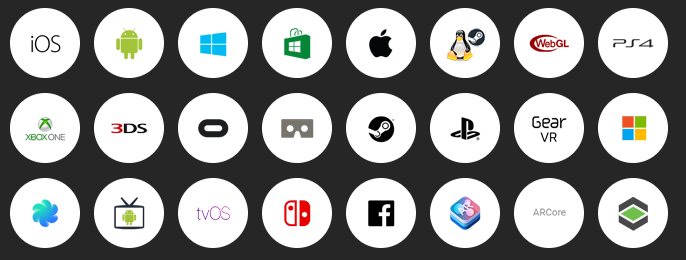 iOS
WebGL
PS4
XBOX ONE
3DS
Gear
VR
tvOS
ARCore